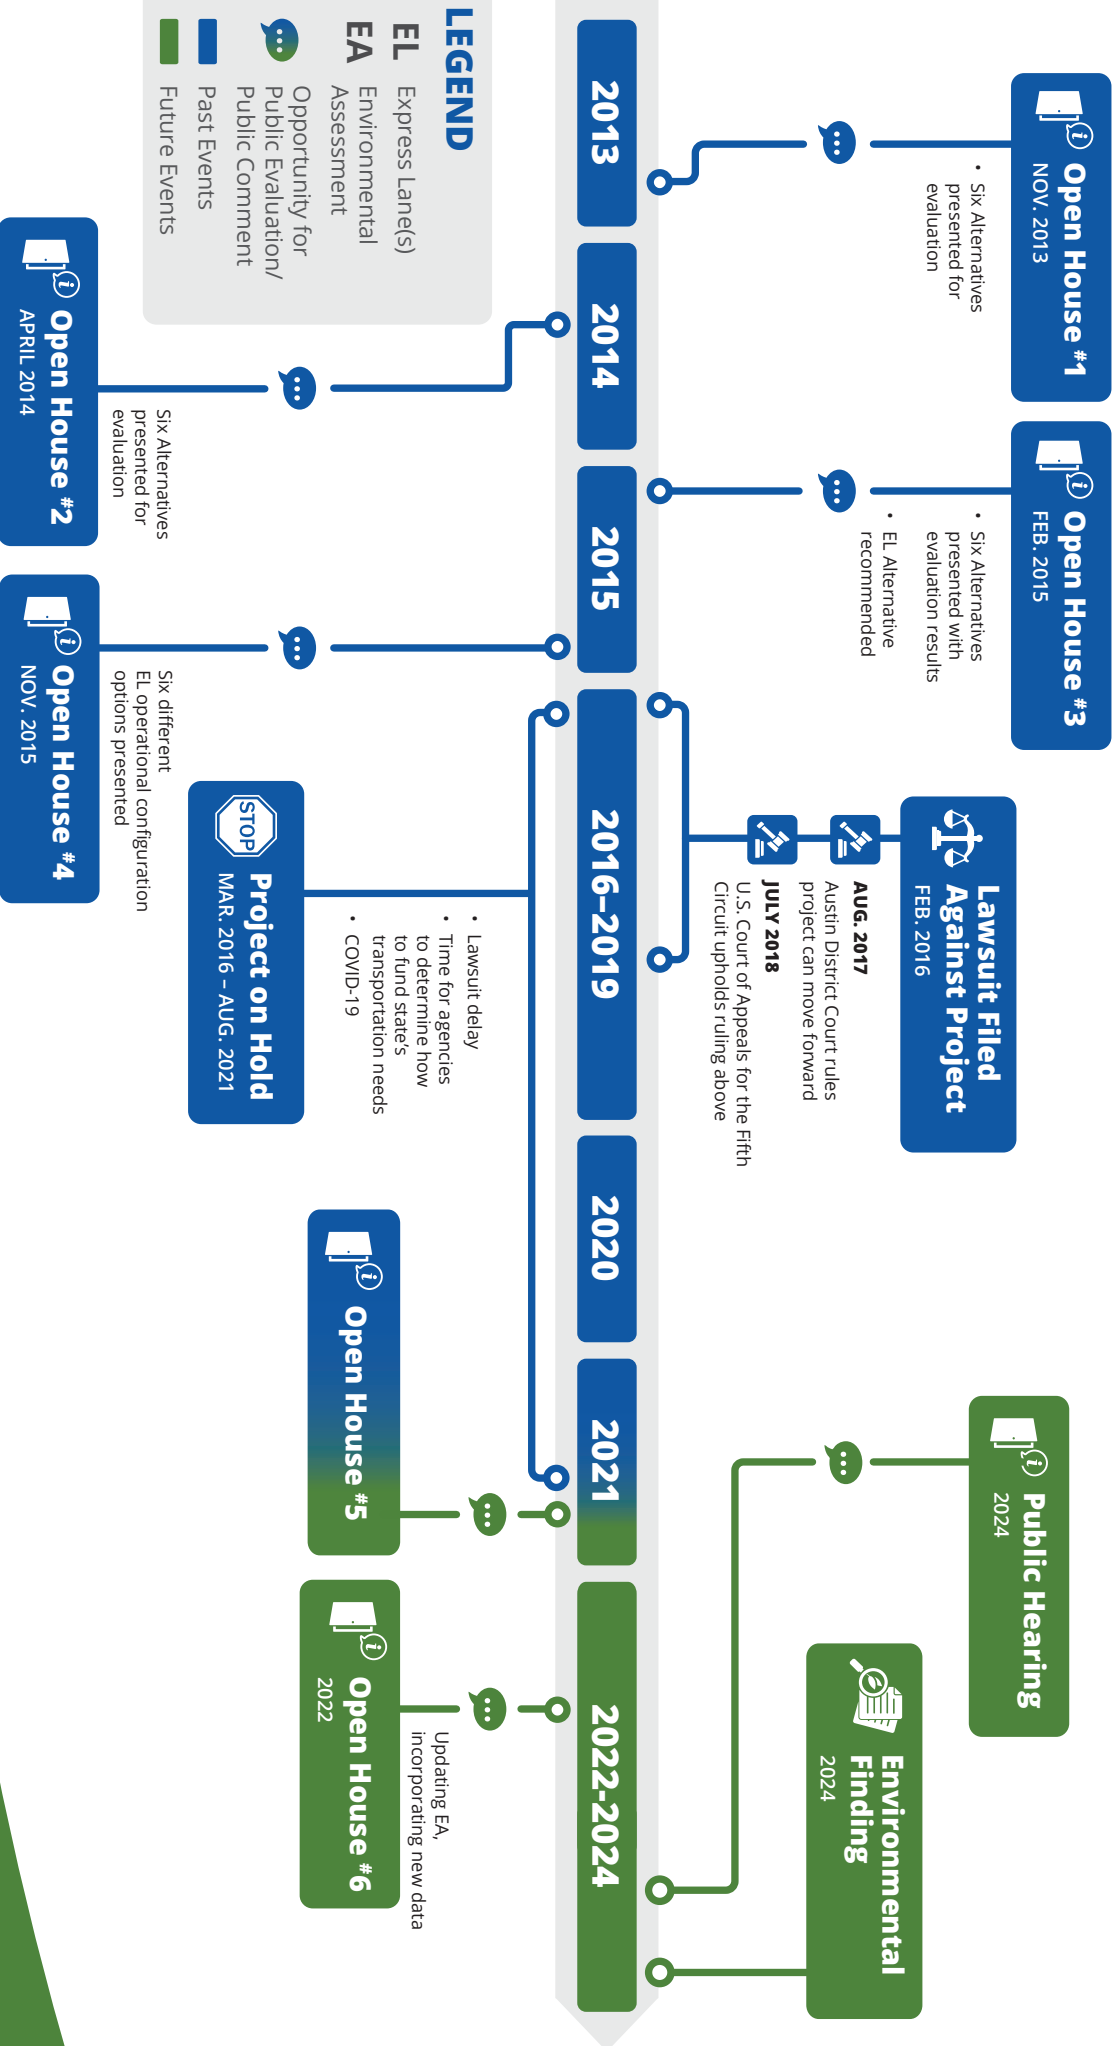 Open House #1
NOV. 2013
• Six Alternatives
presented for
evaluation
Open House #3
FEB. 2015
• Six Alternatives
presented with
evaluation results
• EL Alternative
recommended
Lawsuit Filed
Against Project
FEB. 2016
AUG. 2017
Austin District Court rules
project can move forward
JULY 2018
U.S. Court of Appeals for the Fifth
Circuit upholds ruling above
Public Hearing
2024
Environmental
Finding
2024
2013
2014
2015
2016–2019
2020
2021
2022-2024
LEGEND
EL Express Lane(s)
EA Environmental
Assessment
Opportunity for
Public Evaluation/
Public Comment
Past Events
Future Events
Open House #2
APRIL 2014
Six Alternatives
presented for
evaluation
Open House #4
NOV. 2015
Six different
EL operational configuration
options presented
STOP
Project on Hold
MAR. 2016 – AUG. 2021
• Lawsuit delay
• Time for agencies
to determine how
to fund state's
transportation needs
• COVID-19
Open House #5
Open House #6
2022
Updating EA,
incorporating new data